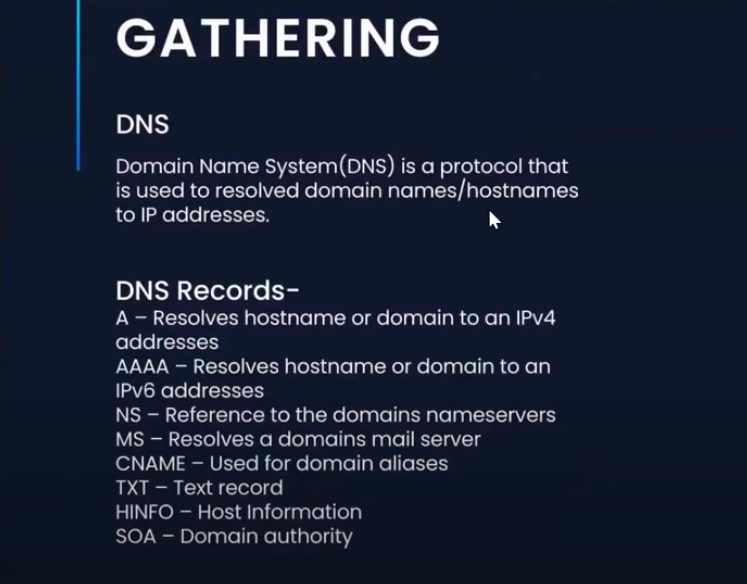 GATHERING
DNS
Domain Name System(DNS) is a protocol that
is used to resolved domain names/hostnames
to IP addresses.
DNS Records-
A – Resolves hostname or domain to an IPv4
addresses
AAAA – Resolves hostname or domain to an
IPv6 addresses
NS – Reference to the domains nameservers
MS – Resolves a domains mail server
CNAME – Used for domain aliases
TXT – Text record
HINFO – Host Information
SOA – Domain authority